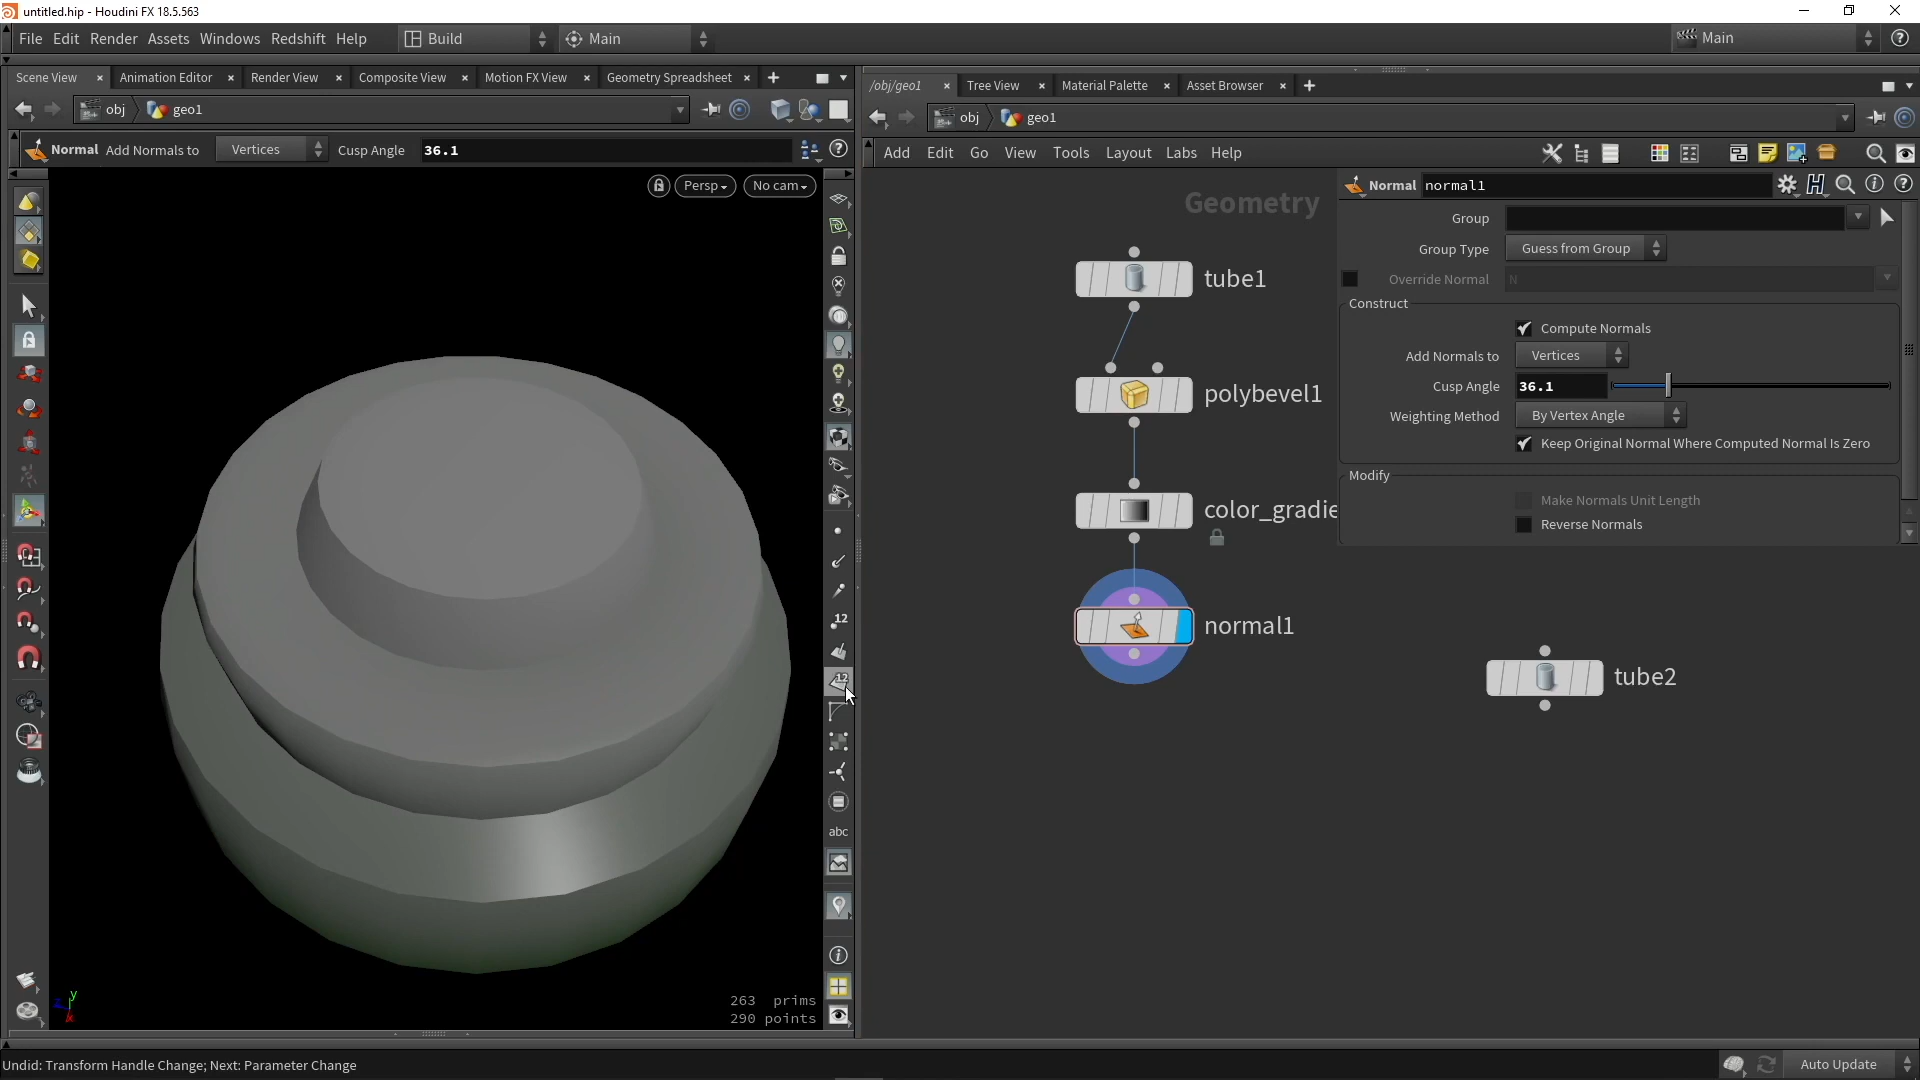 untitled.hip - Houdini FX 18.5.563
File Edit Render Assets Windows Redshift Help
Build
Main
Main
Scene View × Animation Editor × Render View × Composite View × Motion FX View × Geometry Spreadsheet ×
/obj/geo1 × Tree View × Material Palette × Asset Browser ×
obj geo1
obj geo1
Normal Add Normals to Vertices Cusp Angle 36.1
Add Edit Go View Tools Layout Labs Help
Persp
No cam
Geometry
Normal normal1
Group
Group Type Guess from Group
Override Normal N
Construct
Compute Normals
Add Normals to Vertices
Cusp Angle 36.1
Weighting Method By Vertex Angle
Keep Original Normal Where Computed Normal Is Zero
Modify
Make Normals Unit Length
Reverse Normals
tube1
polybevel1
color_gradie
normal1
tube2
12
12
abc
z y x
263 prims
290 points
Undid: Transform Handle Change; Next: Parameter Change
Auto Update